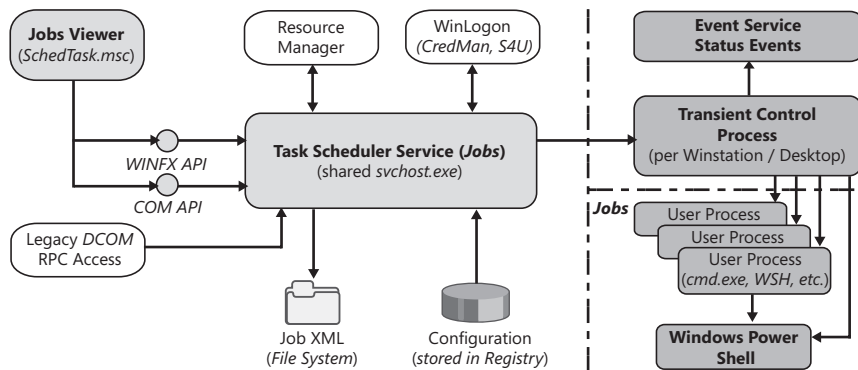 Jobs Viewer
(SchedTask.msc)
Resource
Manager
WinLogon
(CredMan, S4U)
Event Service
Status Events
WINFX API
COM API
Task Scheduler Service (Jobs)
(shared svchost.exe)
Transient Control
Process
(per Winstation / Desktop)
Legacy DCOM
RPC Access
Jobs
User Process
User Process
User Process
(cmd.exe, WSH, etc.)
Job XML
(File System)
Configuration
(stored in Registry)
Windows Power
Shell